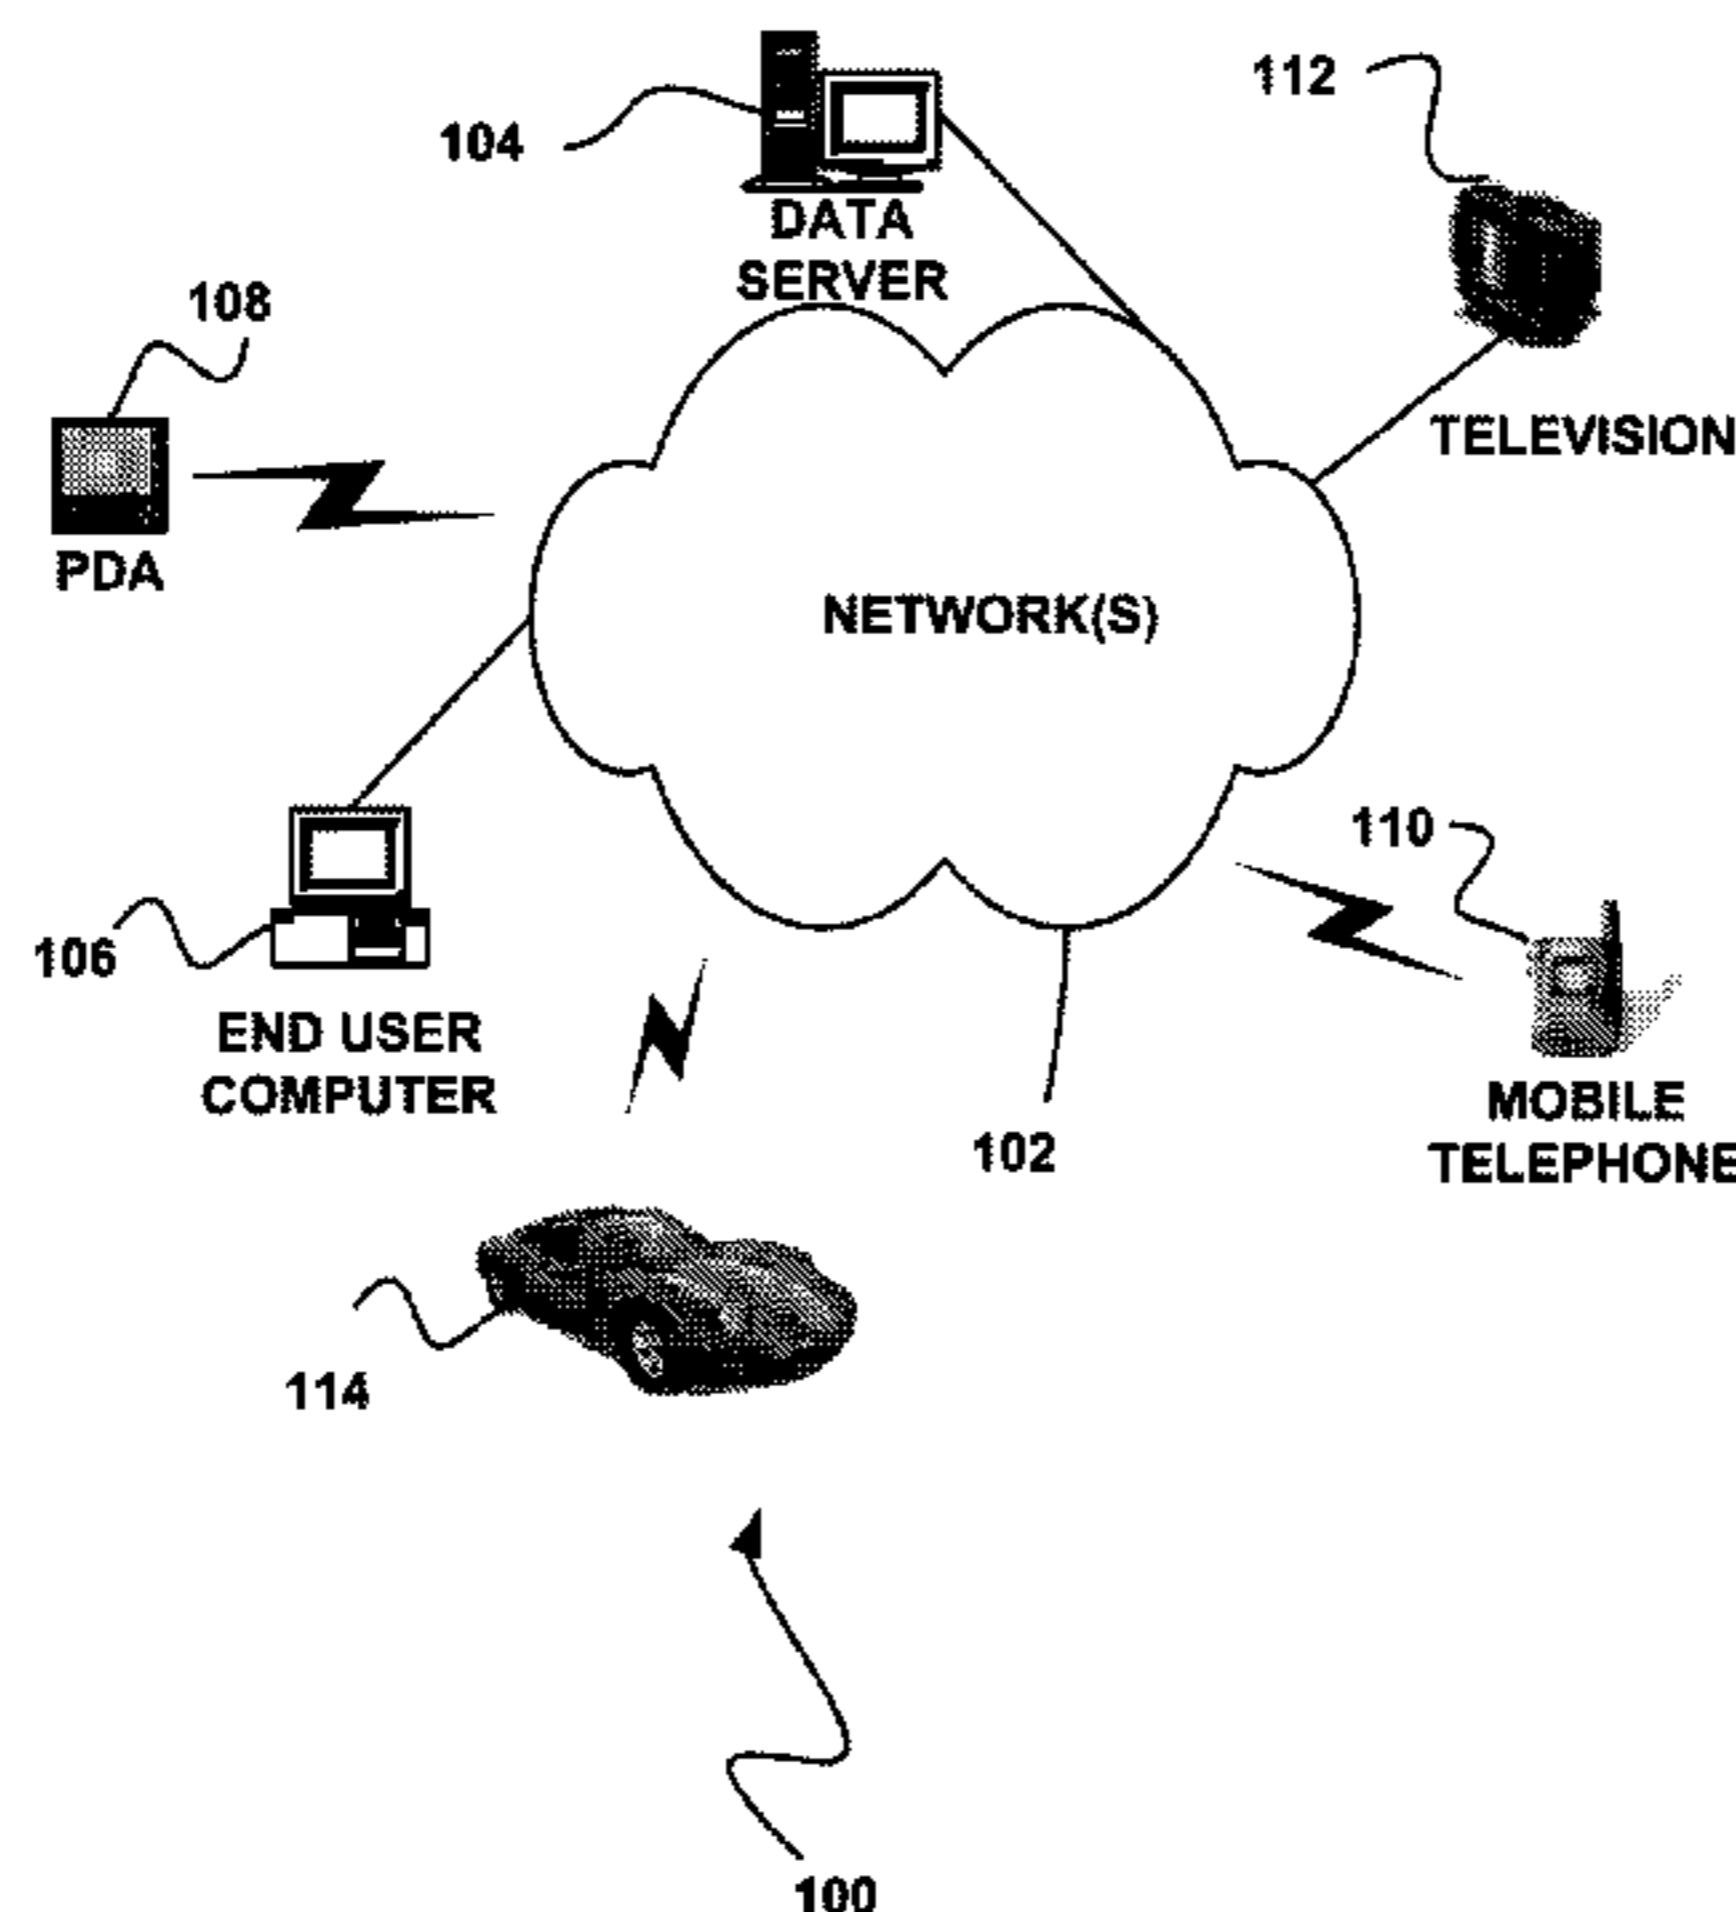 112
104
DATA
SERVER
108
TELEVISION
PDA
NETWORK(S)
110
106
END USER
COMPUTER
MOBILE
TELEPHONE
102
114
100